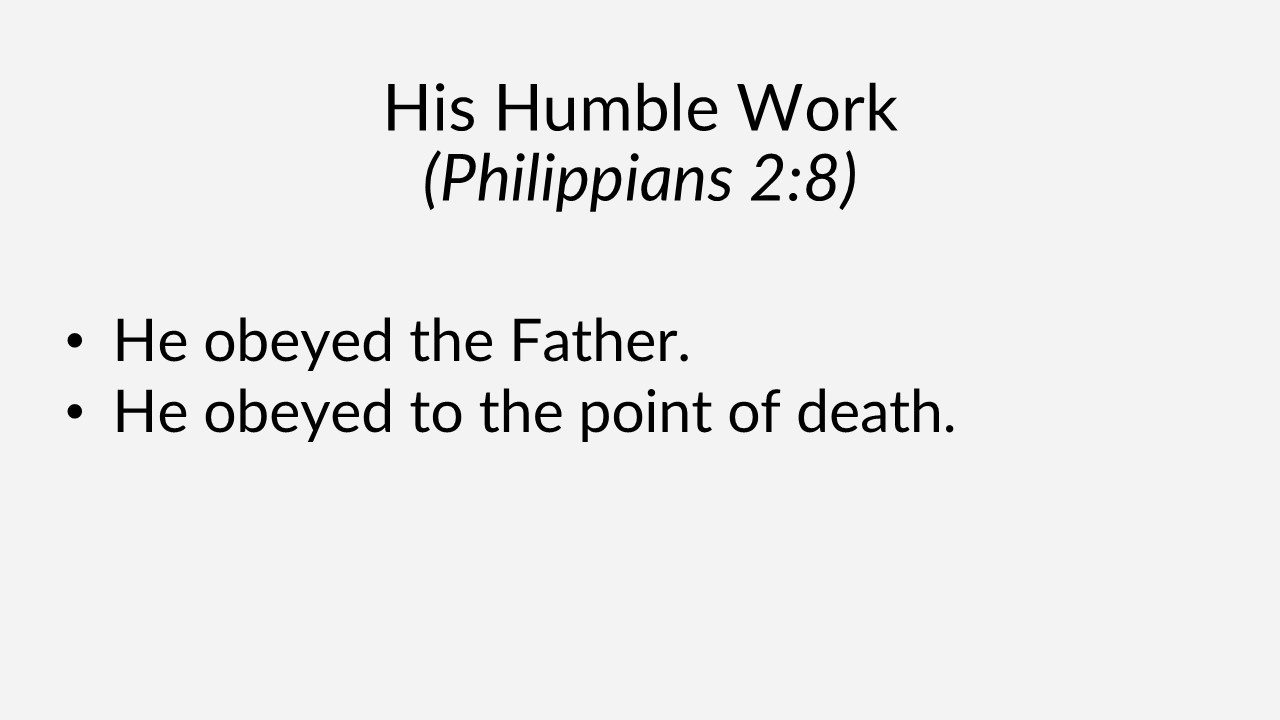 His Humble Work
(Philippians 2:8)
• He obeyed the Father.
• He obeyed to the point of death.